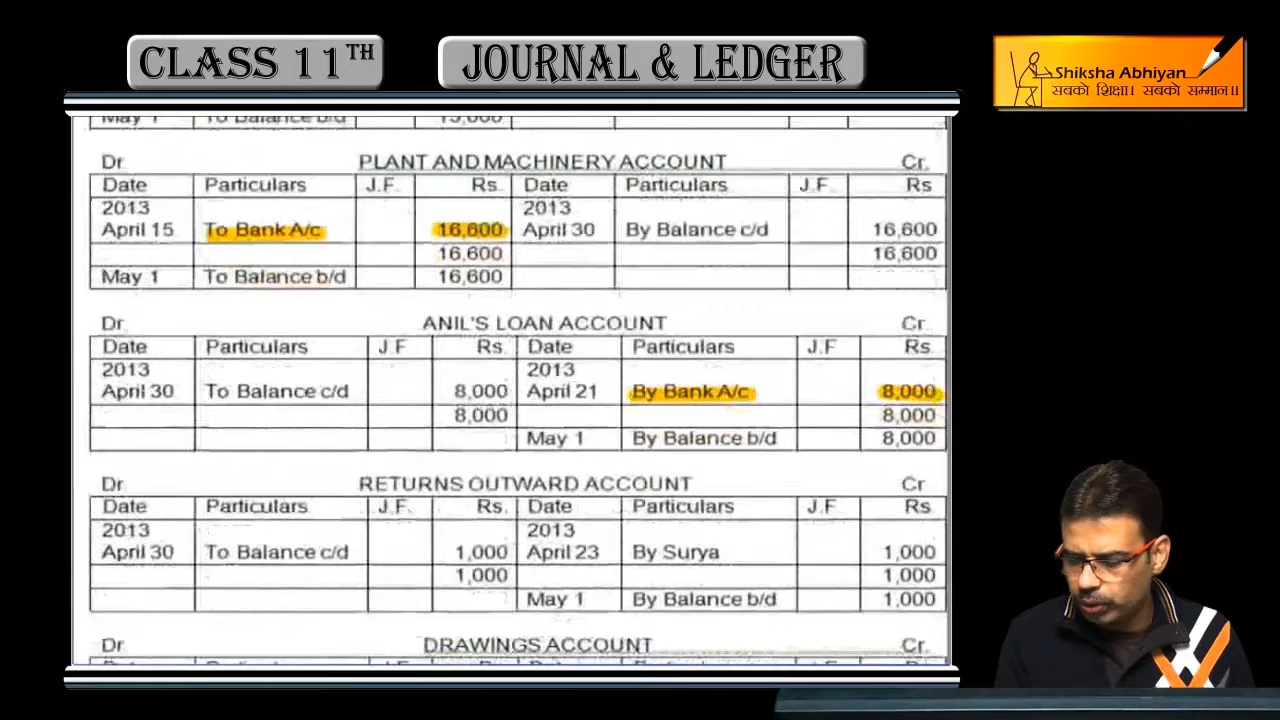 CLASS 11TH
JOURNAL & LEDGER
Shiksha Abhiyan
सबको शिक्षा। सबको सम्मान॥
May 1 To Balance b/d 15,000
Dr PLANT AND MACHINERY ACCOUNT Cr.
Date Particulars J.F. Rs. Date Particulars J.F. Rs
2013 2013
April 15 To Bank A/c 16,600 April 30 By Balance c/d 16,600
16,600 16,600
May 1 To Balance b/d 16,600
Dr. ANIL'S LOAN ACCOUNT Cr.
Date Particulars J.F Rs. Date Particulars J.F Rs.
2013 2013
April 30 To Balance c/d 8,000 April 21 By Bank A/c 8,000
8,000 8,000
May 1 By Balance b/d 8,000
Dr RETURNS OUTWARD ACCOUNT Cr
Date Particulars J.F. Rs. Date Particulars J.F Rs
2013 2013
April 30 To Balance c/d 1,000 April 23 By Surya 1,000
1,000 1,000
May 1 By Balance b/d 1,000
Dr DRAWINGS ACCOUNT Cr.